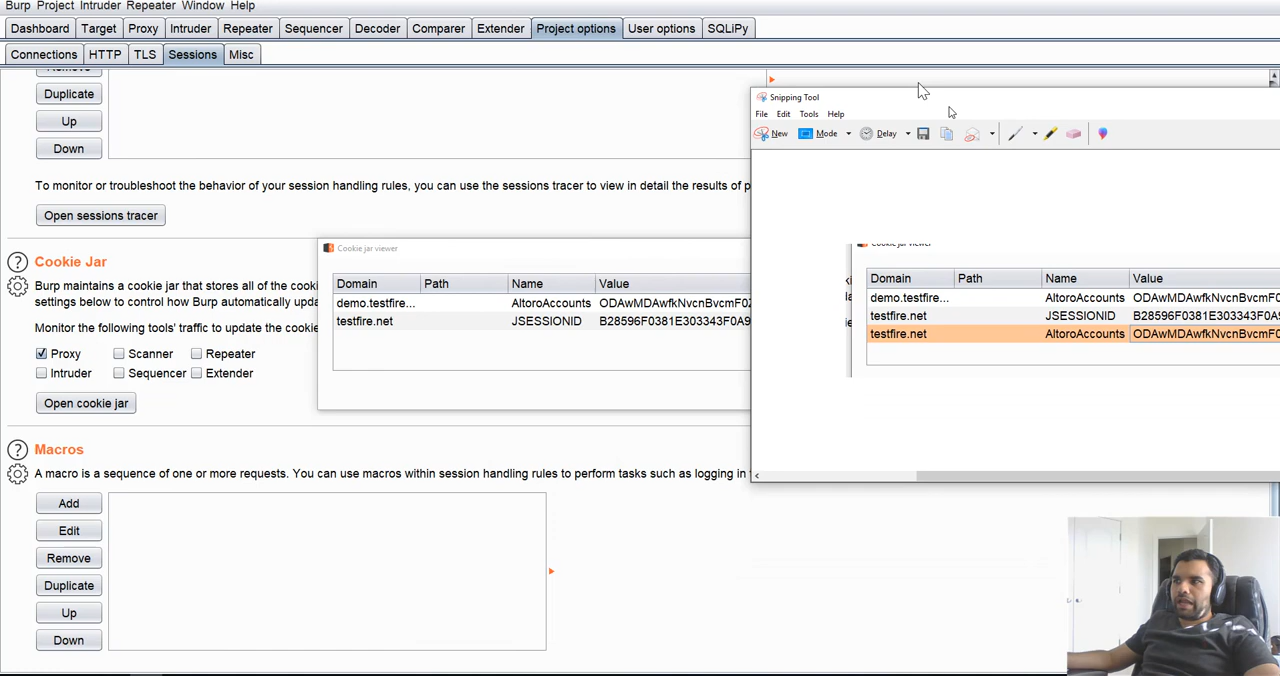 Burp Project Intruder Repeater Window Help
Dashboard Target Proxy Intruder Repeater Sequencer Decoder Comparer Extender Project options User options SQLiPy
Connections HTTP TLS Sessions Misc
Duplicate
Up
Down
To monitor or troubleshoot the behavior of your session handling rules, you can use the sessions tracer to view in detail the results of
Open sessions tracer
Cookie Jar
Burp maintains a cookie jar that stores all of the
settings below to control how Burp automatically
Monitor the following tools' traffic to update the cookie
Proxy Scanner Repeater
Intruder Sequencer Extender
Open cookie jar
Cookie jar viewer
Domain Path Name Value
demo.testfire... AltoroAccounts ODAwMDAwfkNvcnBvcmF0Z
testfire.net JSESSIONID B28596F0381E303343F0A9
Macros
A macro is a sequence of one or more requests. You can use macros within session handling rules to perform tasks such as logging in
Add
Edit
Remove
Duplicate
Up
Down
Snipping Tool
File Edit Tools Help
New Mode Delay
Domain Path Name Value
demo.testfire... AltoroAccounts ODAwMDAwfkNvcnBvcmF0
testfire.net JSESSIONID B28596F0381E303343F0A
testfire.net AltoroAccounts ODAwMDAwfkNvcnBvcmF0